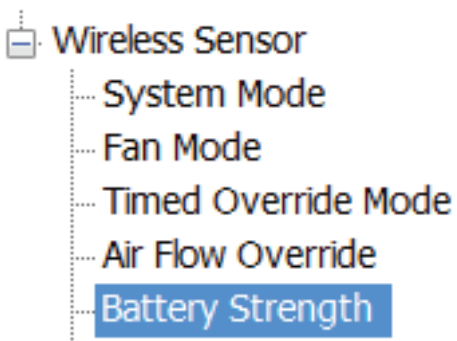 Wireless Sensor
System Mode
Fan Mode
Timed Override Mode
Air Flow Override
Battery Strength